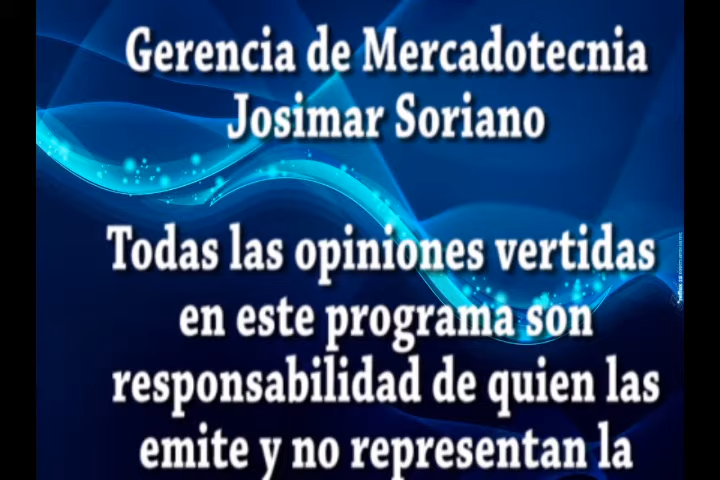 Gerencia de Mercadotecnia
Josimar Soriano
Todas las opiniones vertidas
en este programa son
responsabilidad de quien las
emite y no representan la